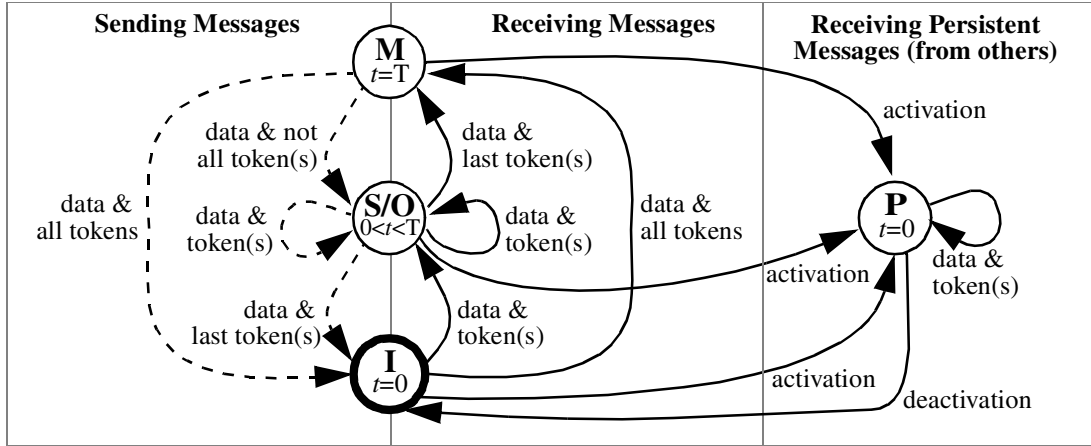 Sending Messages
Receiving Messages
Receiving Persistent
Messages (from others)
M
t=T
activation
data & not
all token(s)
data &
last token(s)
data &
all tokens
data &
token(s)
S/O
0<t<T
data &
token(s)
data &
all tokens
P
t=0
data &
token(s)
activation
data &
last token(s)
data &
token(s)
I
t=0
activation
deactivation